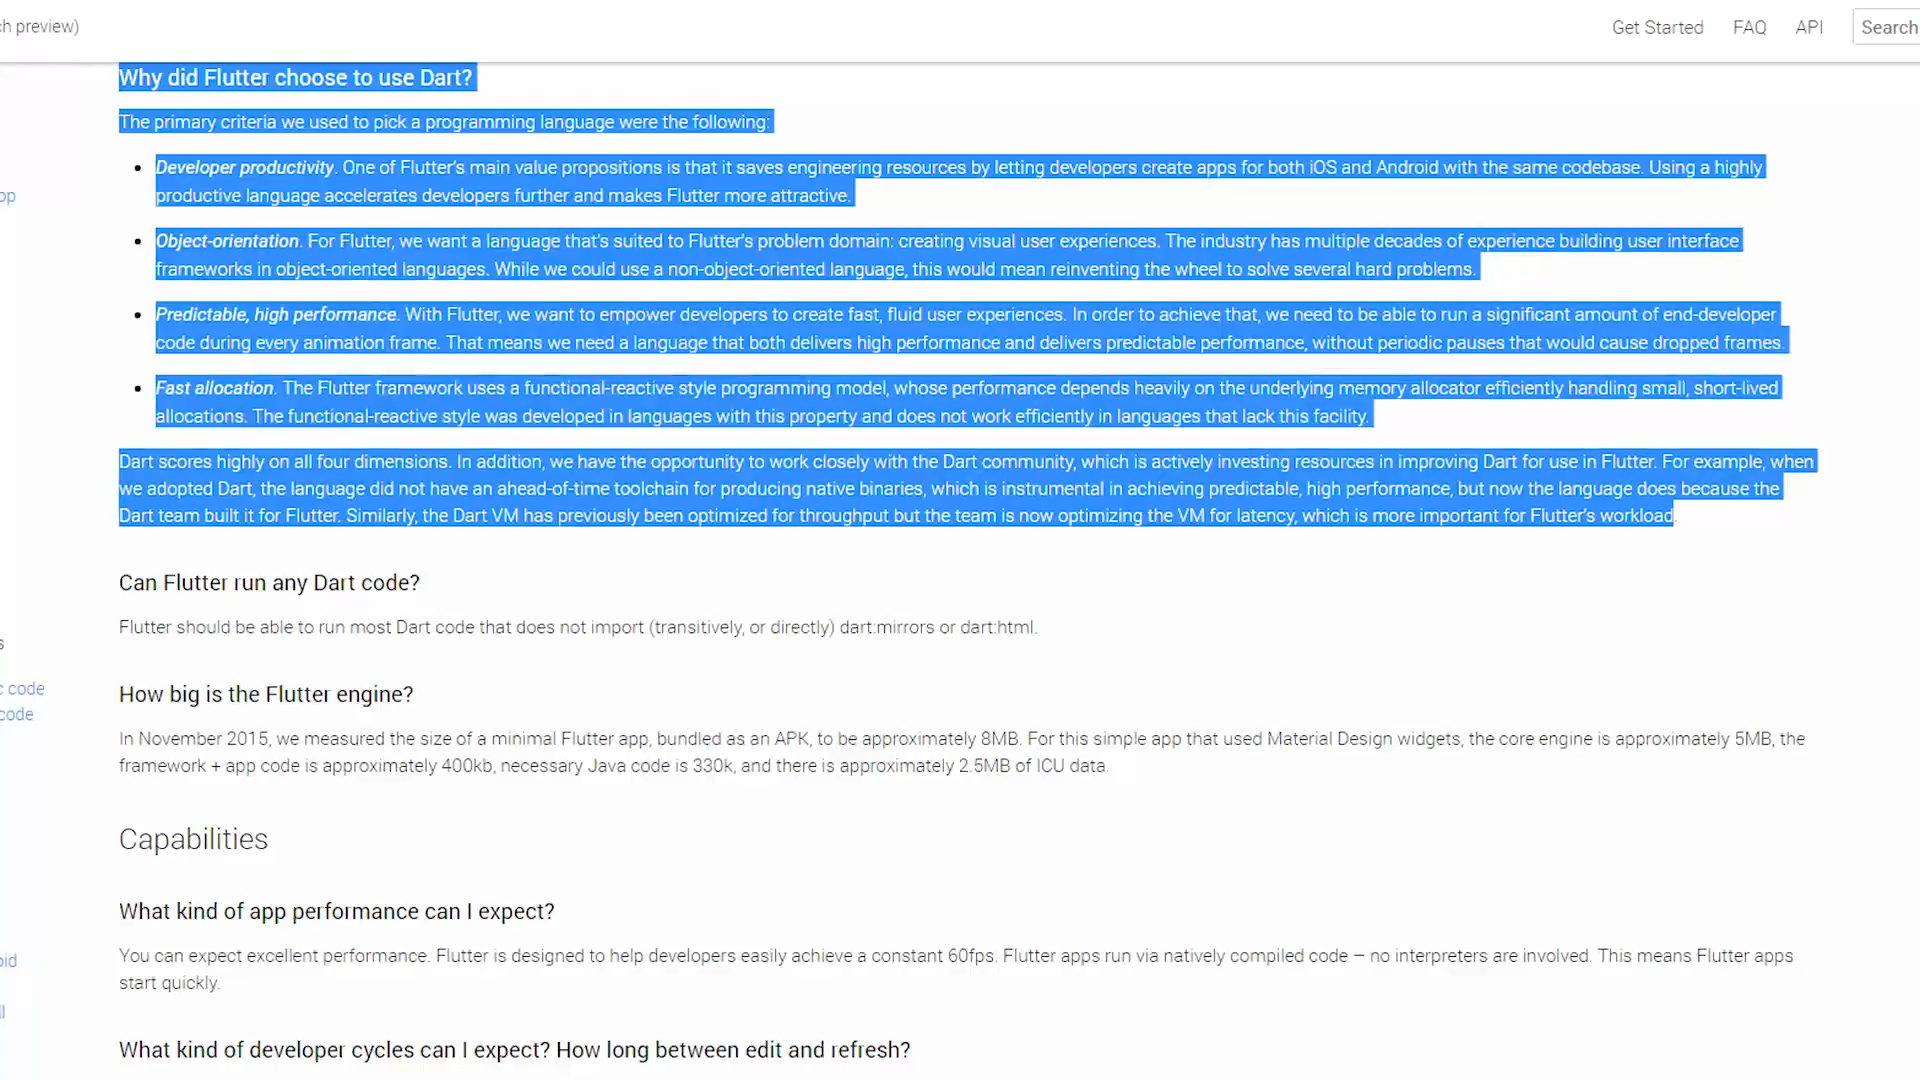 ch preview)
Get Started FAQ API Search
Why did Flutter choose to use Dart?
The primary criteria we used to pick a programming language were the following:
Developer productivity. One of Flutter's main value propositions is that it saves engineering resources by letting developers create apps for both iOS and Android with the same codebase. Using a highly
productive language accelerates developers further and makes Flutter more attractive.
op
Object-orientation. For Flutter, we want a language that's suited to Flutter's problem domain: creating visual user experiences. The industry has multiple decades of experience building user interface
frameworks in object-oriented languages. While we could use a non-object-oriented language, this would mean reinventing the wheel to solve several hard problems.
Predictable, high performance. With Flutter, we want to empower developers to create fast, fluid user experiences. In order to achieve that, we need to be able to run a significant amount of end-developer
code during every animation frame. That means we need a language that both delivers high performance and delivers predictable performance, without periodic pauses that would cause dropped frames.
Fast allocation. The Flutter framework uses a functional-reactive style programming model, whose performance depends heavily on the underlying memory allocator efficiently handling small, short-lived
allocations. The functional-reactive style was developed in languages with this property and does not work efficiently in languages that lack this facility.
Dart scores highly on all four dimensions. In addition, we have the opportunity to work closely with the Dart community, which is actively investing resources in improving Dart for use in Flutter. For example, when
we adopted Dart, the language did not have an ahead-of-time toolchain for producing native binaries, which is instrumental in achieving predictable, high performance, but now the language does because the
Dart team built it for Flutter. Similarly, the Dart VM has previously been optimized for throughput but the team is now optimizing the VM for latency, which is more important for Flutter's workload.
Can Flutter run any Dart code?
Flutter should be able to run most Dart code that does not import (transitively, or directly) dart:mirrors or dart:html.
s
c code
code
How big is the Flutter engine?
In November 2015, we measured the size of a minimal Flutter app, bundled as an APK, to be approximately 8MB. For this simple app that used Material Design widgets, the core engine is approximately 5MB, the
framework + app code is approximately 400kb, necessary Java code is 330k, and there is approximately 2.5MB of ICU data.
Capabilities
What kind of app performance can I expect?
You can expect excellent performance. Flutter is designed to help developers easily achieve a constant 60fps. Flutter apps run via natively compiled code – no interpreters are involved. This means Flutter apps
start quickly.
oid
ll
What kind of developer cycles can I expect? How long between edit and refresh?